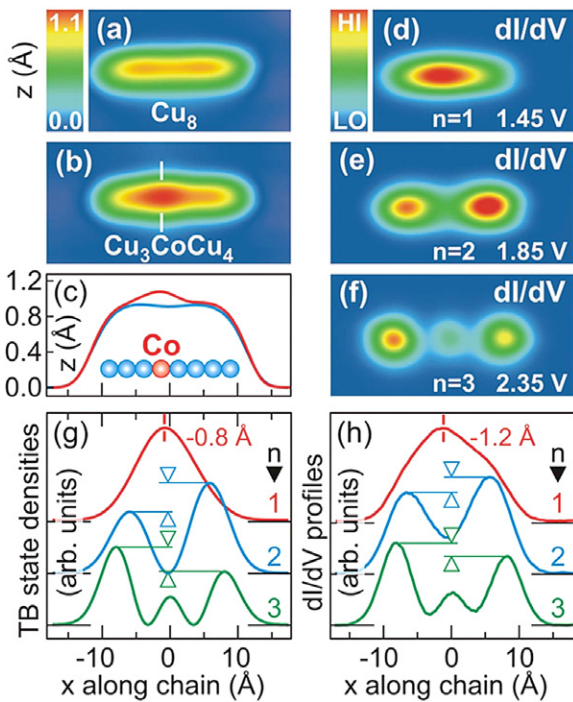 1.1
z (Å)
0.0
(a)
Cu₈
(b)
Cu₃CoCu₄
(c)
1.2
0.8
0.4
0.0
z (Å)
Co
HI
LO
(d) dI/dV
n=1 1.45 V
(e) dI/dV
n=2 1.85 V
(f) dI/dV
n=3 2.35 V
(g)
-0.8 Å
n
1
2
3
TB state densities
(arb. units)
-10 0 10
x along chain (Å)
(h)
-1.2 Å
n
1
2
3
dI/dV profiles
(arb. units)
-10 0 10
x along chain (Å)